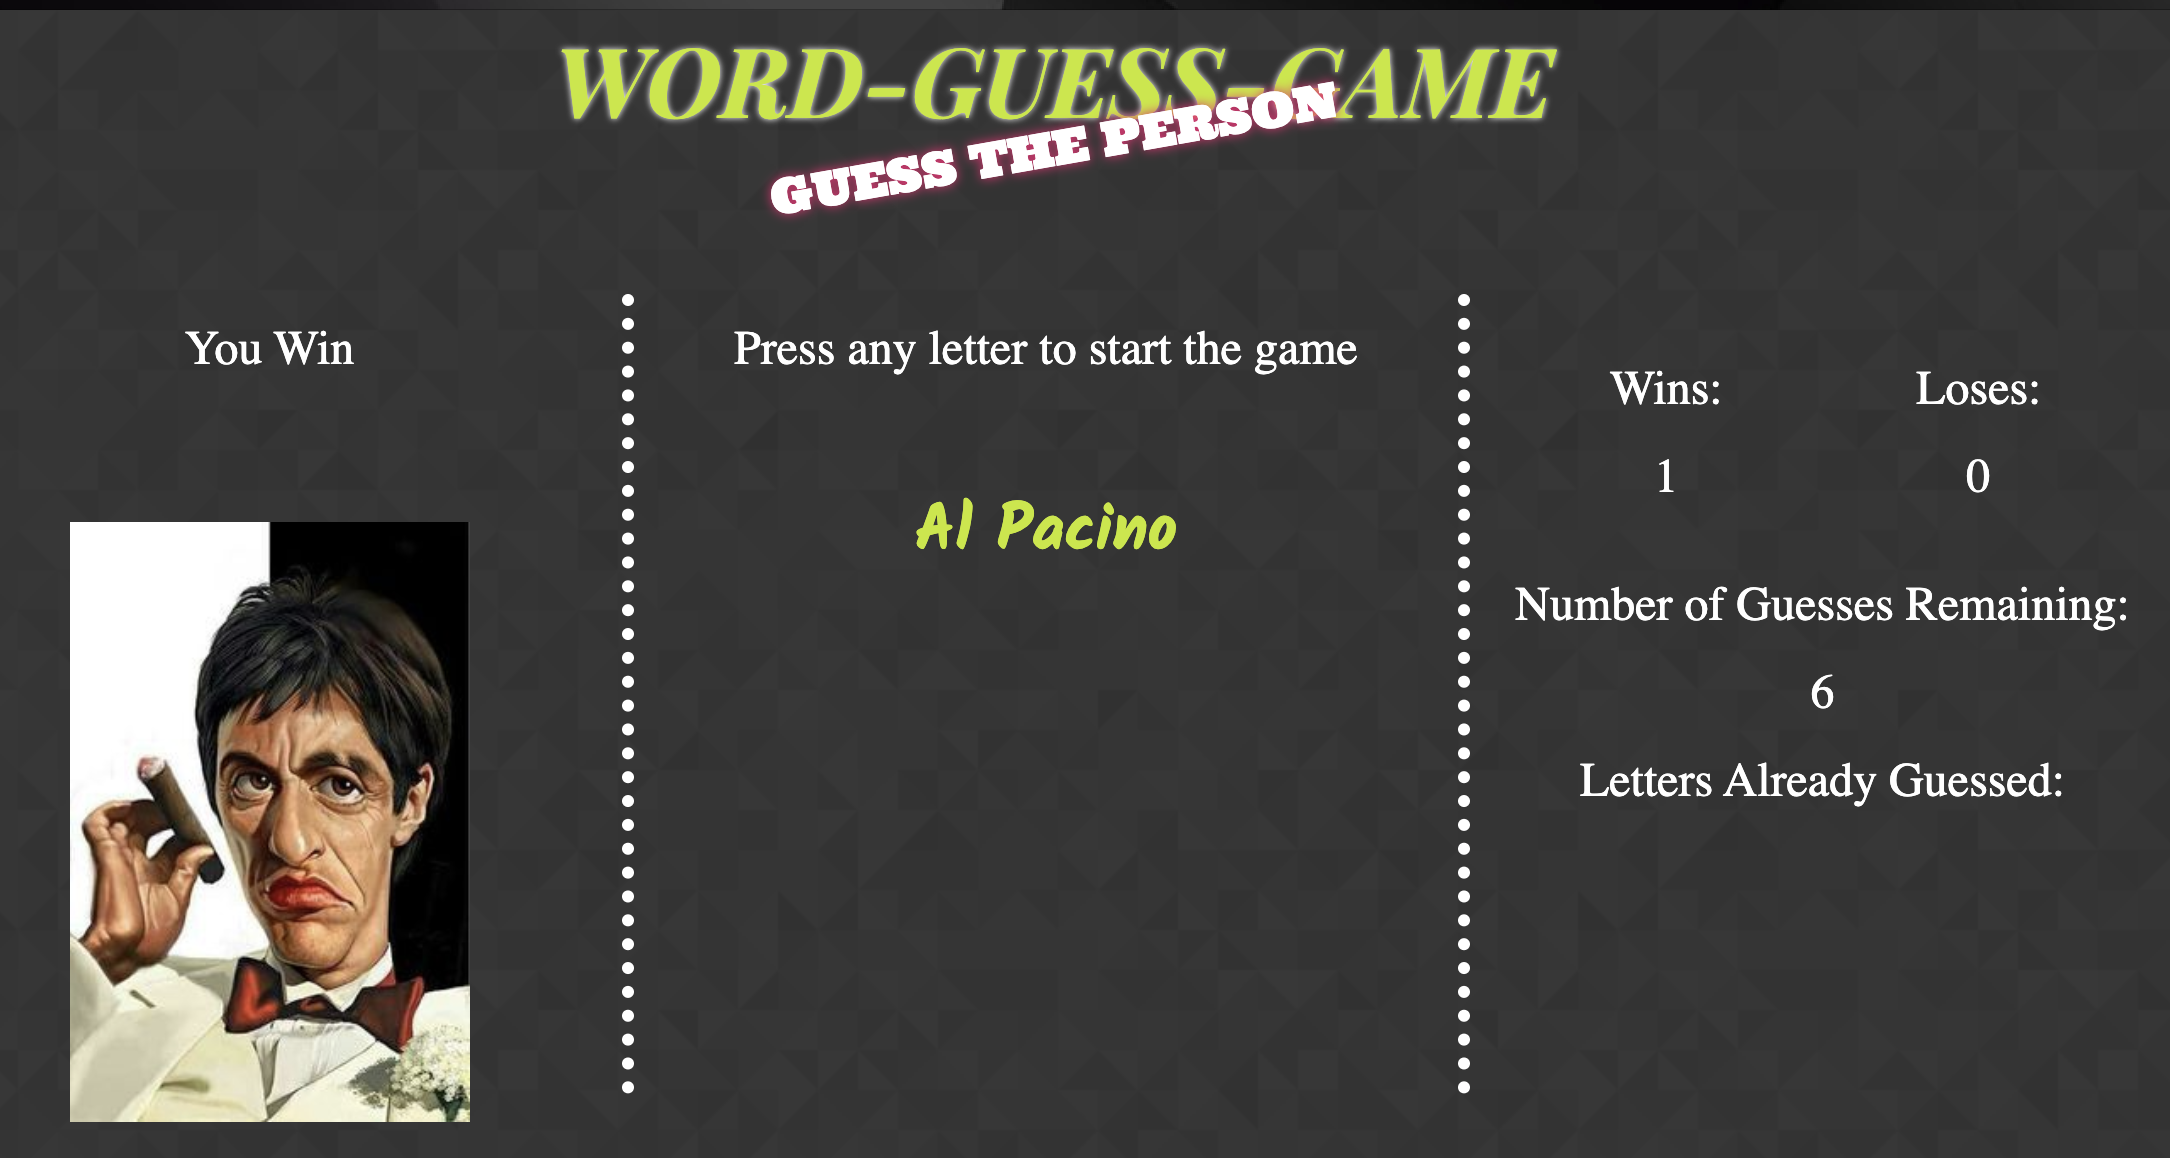 WORD-GUESS-GAME
GUESS THE PERSON
You Win
Press any letter to start the game
Al Pacino
Wins:
Loses:
1
0
Number of Guesses Remaining:
6
Letters Already Guessed: